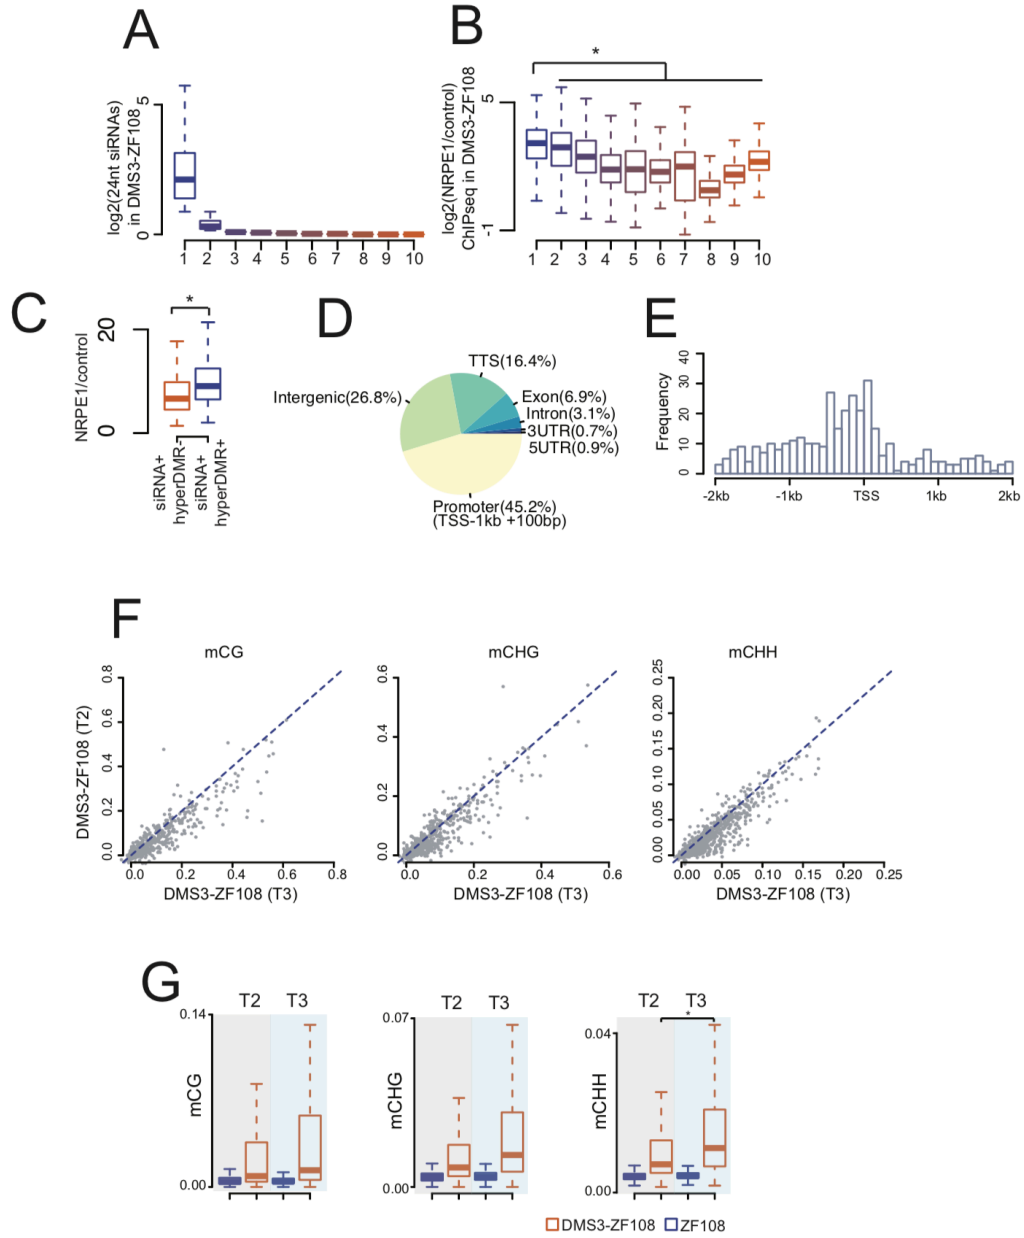 A
log2(24nt siRNAs)
in DMS3-ZF108
5
0
1 2 3 4 5 6 7 8 9 10
B
*
log2(NRPE1/control)
ChIPseq in DMS3-ZF108
5
-1
1 2 3 4 5 6 7 8 9 10
C
*
NRPE1/control
20
0
siRNA+
hyperDMR-
siRNA+
hyperDMR+
D
TTS(16.4%)
Intergenic(26.8%)
Exon(6.9%)
Intron(3.1%)
3UTR(0.7%)
5UTR(0.9%)
Promoter(45.2%)
(TSS-1kb +100bp)
E
Frequency
40
30
20
10
0
-2kb -1kb TSS 1kb 2kb
F
mCG
DMS3-ZF108 (T2)
0.8
0.6
0.4
0.2
0.0
0.0 0.2 0.4 0.6 0.8
DMS3-ZF108 (T3)
mCHG
0.6
0.4
0.2
0.0
0.0 0.2 0.4 0.6
DMS3-ZF108 (T3)
mCHH
0.25
0.20
0.15
0.10
0.05
0.00
0.00 0.05 0.10 0.15 0.20 0.25
DMS3-ZF108 (T3)
G
T2 T3
0.14
mCG
0.00
T2 T3
0.07
mCHG
0.00
T2 T3
*
0.04
mCHH
0.00
DMS3-ZF108 ZF108